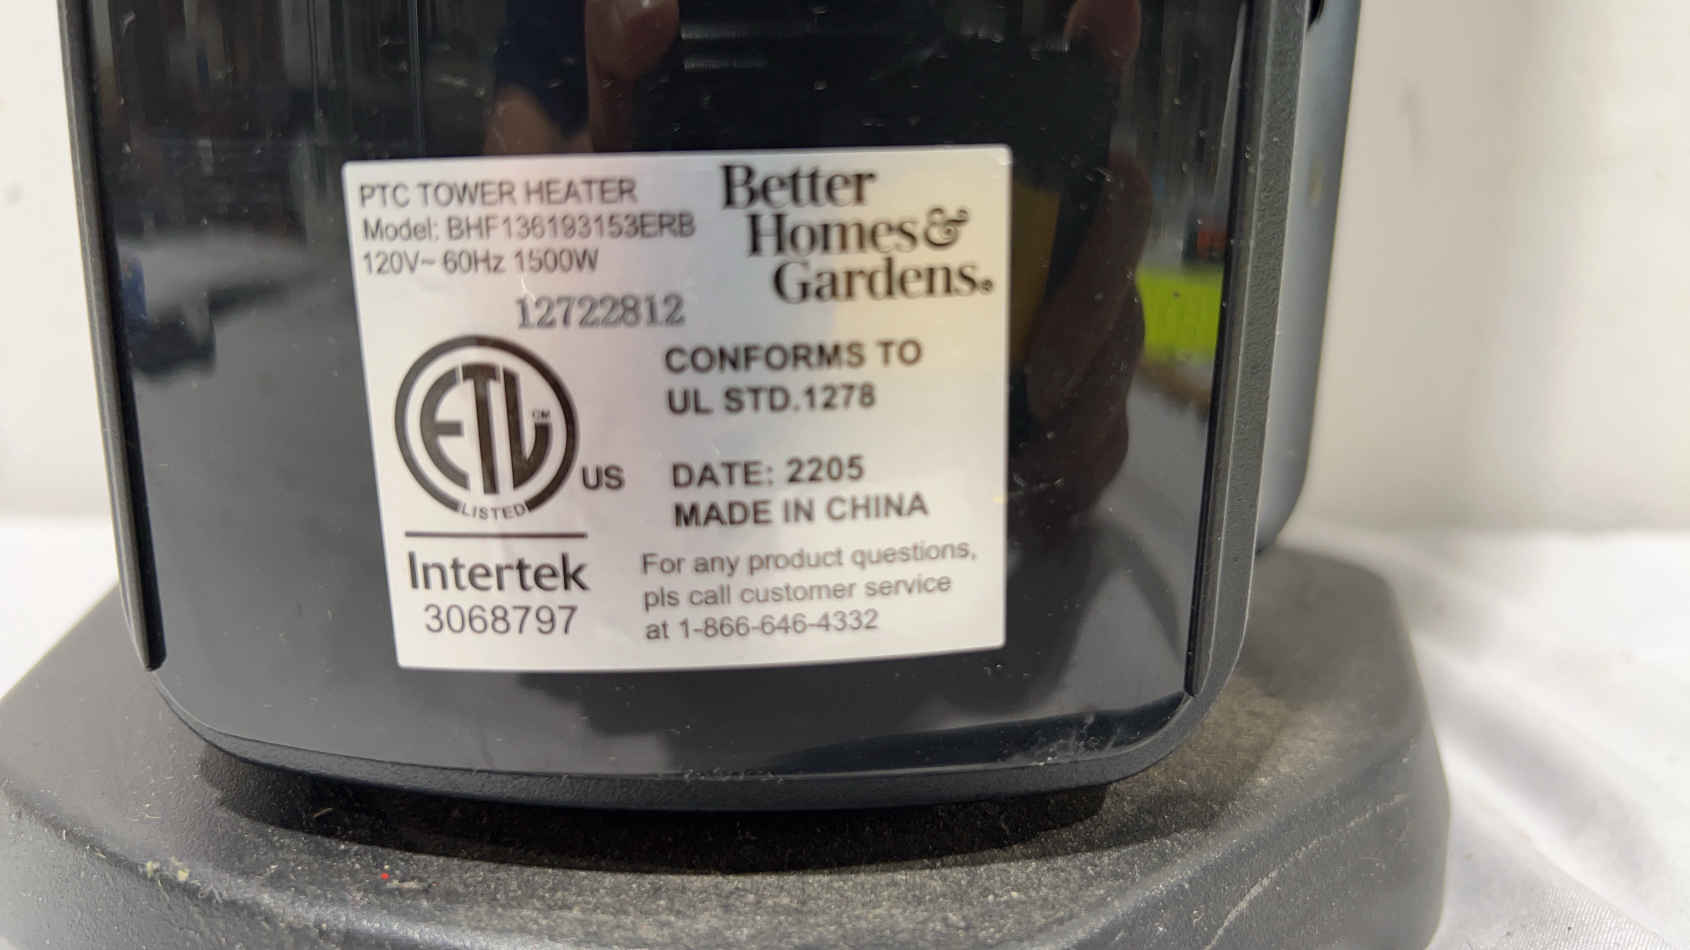 PTC TOWER HEATER
Model: BHF136193153ERB
120V~ 60Hz 1500W
12722812
Better
Homes&
Gardens®
CONFORMS TO
UL STD.1278
ETL CM
LISTED
US
DATE: 2205
MADE IN CHINA
Intertek
3068797
For any product questions,
pls call customer service
at 1-866-646-4332